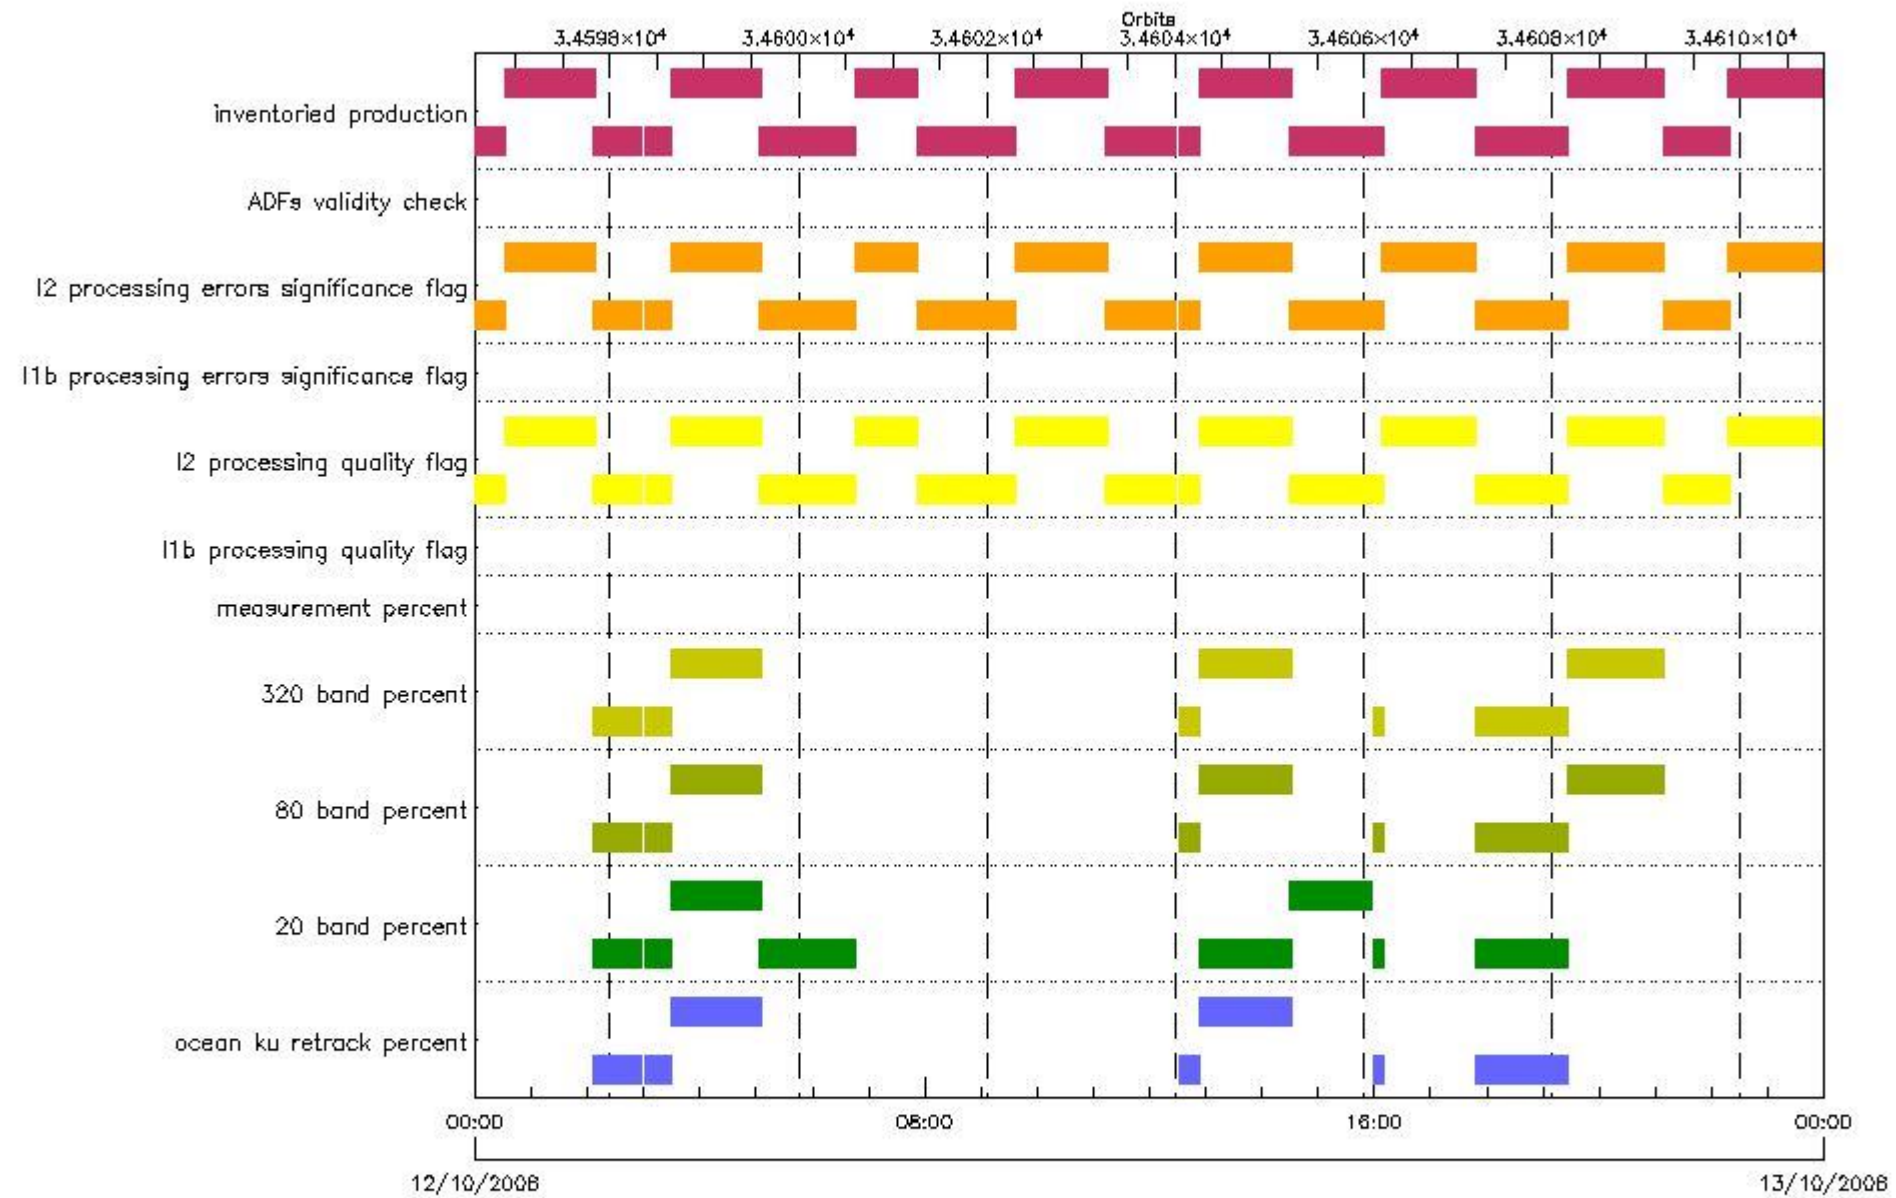 Orbits
3.4598×10⁴ 3.4600×10⁴ 3.4602×10⁴ 3.4604×10⁴ 3.4606×10⁴ 3.4608×10⁴ 3.4610×10⁴
inventoried production
ADFs validity check
l2 processing errors significance flag
l1b processing errors significance flag
l2 processing quality flag
l1b processing quality flag
measurement percent
320 band percent
80 band percent
20 band percent
ocean ku retrack percent
00:00 08:00 16:00 00:00
12/10/2008 13/10/2008